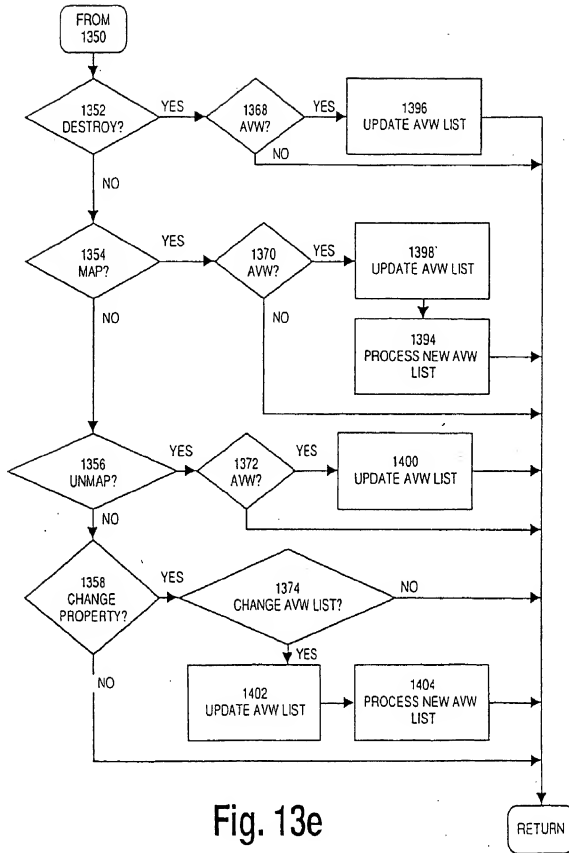 FROM
1350
1352
DESTROY?
YES
1368
AVW?
YES
1396
UPDATE AVW LIST
NO
NO
1354
MAP?
YES
1370
AVW?
YES
1398
UPDATE AVW LIST
NO
NO
1394
PROCESS NEW AVW
LIST
1356
UNMAP?
YES
1372
AVW?
YES
1400
UPDATE AVW LIST
NO
1358
CHANGE
PROPERTY?
YES
1374
CHANGE AVW LIST?
NO
YES
NO
1402
UPDATE AVW LIST
1404
PROCESS NEW AVW
LIST
Fig. 13e
RETURN